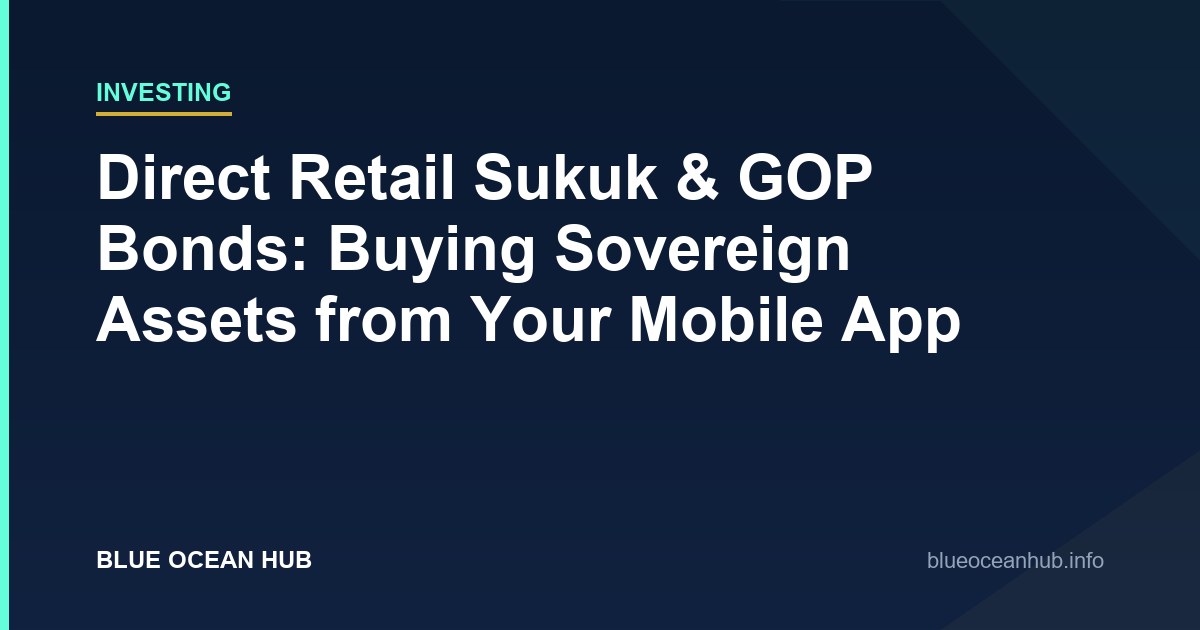 INVESTING
Direct Retail Sukuk & GOP
Bonds: Buying Sovereign
Assets from Your Mobile App
BLUE OCEAN HUB
blueoceanhub.info